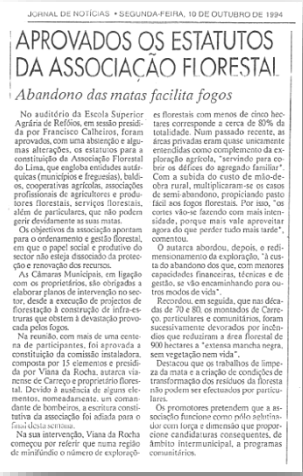 JORNAL DE NOTÍCIAS • SEGUNDA-FEIRA, 10 DE OUTUBRO DE 1994
APROVADOS OS ESTATUTOS
DA ASSOCIAÇÃO FLORESTAL
Abandono das matas facilita fogos
No auditório da Escola Superior
Agrária de Refóios, em sessão presidida
por Francisco Calheiros, foram
aprovados, com uma abstenção e algumas
alterações, os estatutos para a
constituição da Associação Florestal
do Lima, que engloba entidades autárquicas
(municípios e freguesias), baldios,
cooperativas agrícolas, associações
profissionais de agricultores e produtores
florestais, serviços florestais,
além de particulares, que não podem
gerir devidamente as suas matas.
Os objectivos da associação apontam
para o ordenamento e gestão florestal,
em que o papel social e produtivo do
sector não esteja dissociado da protecção
e renovação dos recursos.
As Câmaras Municipais, em ligação
com os proprietários, são obrigadas a
elaborar planos de intervenção no sector,
desde a execução de projectos de
florestação à construção de infra-estruturas
que obstem à devastação provocada
pelos fogos.
Na reunião, com mais de uma centena
de participantes, foi aprovada a
constituição da comissão instaladora,
composta por 15 elementos e presidida
por Viana da Rocha, autarca vianense
de Carreço e proprietário florestal.
Devido à ausência de alguns elementos,
nomeadamente, um comandante
de bombeiros, a escritura constitutiva
da associação foi adiada para o
final desta semana.
Na sua intervenção, Viana da Rocha
começou por referir que numa região
de minifúndio o número de explorações
florestais com menos de cinco hectares
corresponde a cerca de 80% da
totalidade. Num passado recente, as
áreas privadas eram quase unicamente
entendidas como complemento da exploração
agrícola, "servindo para cobrir
os défices do agregado familiar".
Com a subida do custo de mão-de-obra
rural, multiplicaram-se os casos
de semi-abandono, propiciando pasto
fácil aos fogos florestais. Por isso, "os
cortes vão-se fazendo com mais intensidade,
porque mais vale aproveitar
agora do que perder tudo mais tarde",
comentou.
O autarca abordou, depois, o redimensionamento
da exploração, "à custa
do abandono dos que, com menores
capacidades financeiras, técnicas e de
gestão, se vão encaminhando para outros
modos de vida".
Recordou, em seguida, que nas décadas
de 70 e 80, os montados de Carreço,
particulares e comunitários, foram
sucessivamente devorados por incêndios
que reduziram a área florestal de
900 hectares a "extensa mancha negra,
sem vegetação nem vida".
Destacou que os trabalhos de limpeza
da mata e a criação de condições de
transformação dos resíduos da floresta
não podem ser efectuados por particulares.
Os promotores pretendem que a associação
funcione como pólo aglutinador
com força e dimensão que proporcione
candidaturas consequentes, de
âmbito intermunicipal, a programas
comunitários.